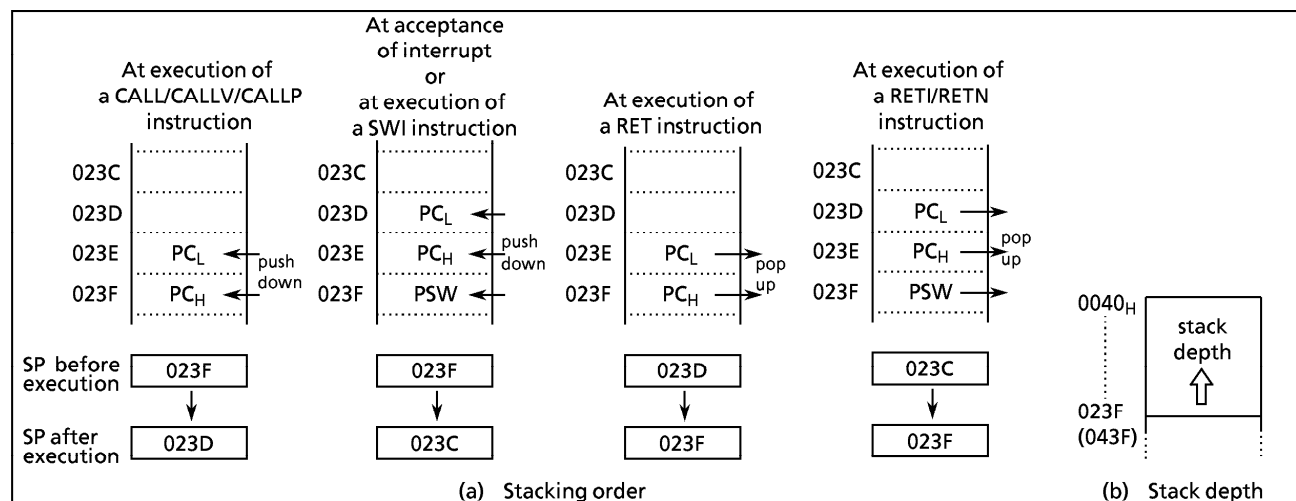 At execution of
a CALL/CALLV/CALLP
instruction
023C
023D
023E PCL
023F PCH
push
down
At acceptance
of interrupt
or
at execution of
a SWI instruction
023C
023D PCL
023E PCH
023F PSW
push
down
At execution of
a RET instruction
023C
023D
023E PCL
023F PCH
pop
up
At execution of
a RETI/RETN
instruction
023C
023D PCL
023E PCH
023F PSW
pop
up
SP before
execution
023F
023F
023D
023C
SP after
execution
023D
023C
023F
023F
(a) Stacking order
0040H
stack
depth
023F
(043F)
(b) Stack depth